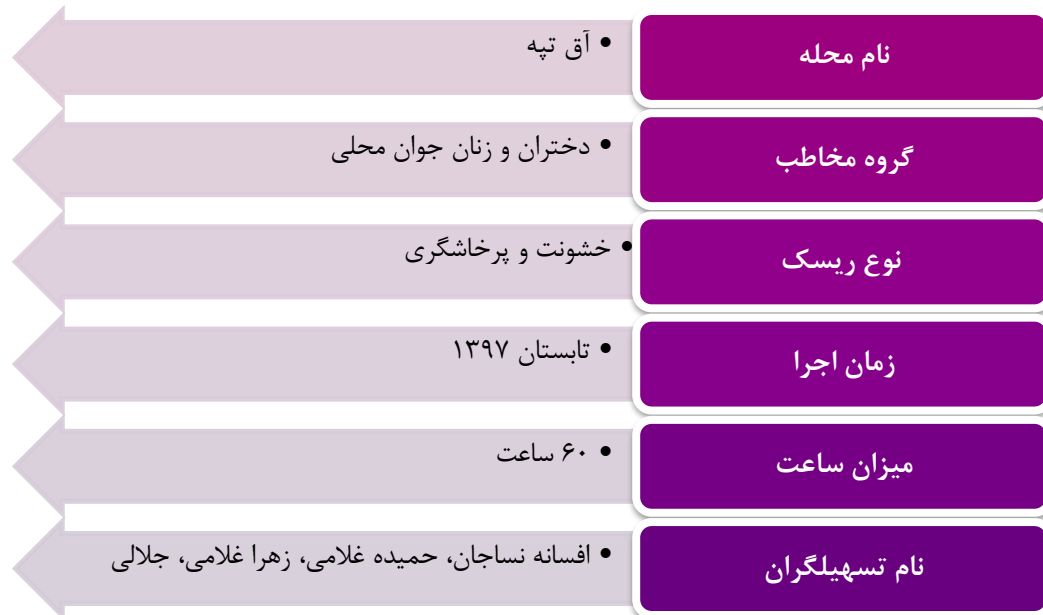 نام محله
• آق تپه
گروه مخاطب
• دختران و زنان جوان محلی
نوع ریسک
• خشونت و پرخاشگری
زمان اجرا
• تابستان ۱۳۹۷
میزان ساعت
• ۶۰ ساعت
نام تسهیلگران
• افسانه نساجان، حمیده غلامی، زهرا غلامی، جلالی